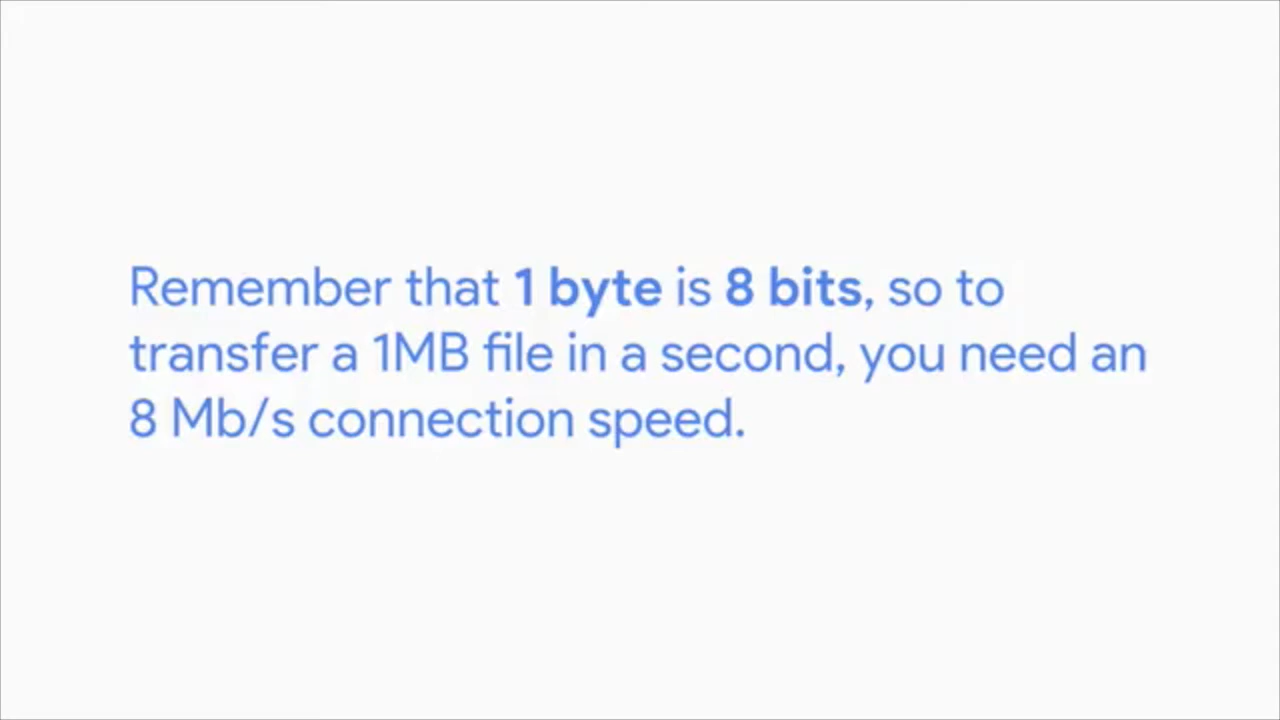 Remember that 1 byte is 8 bits, so to
transfer a 1MB file in a second, you need an
8 Mb/s connection speed.